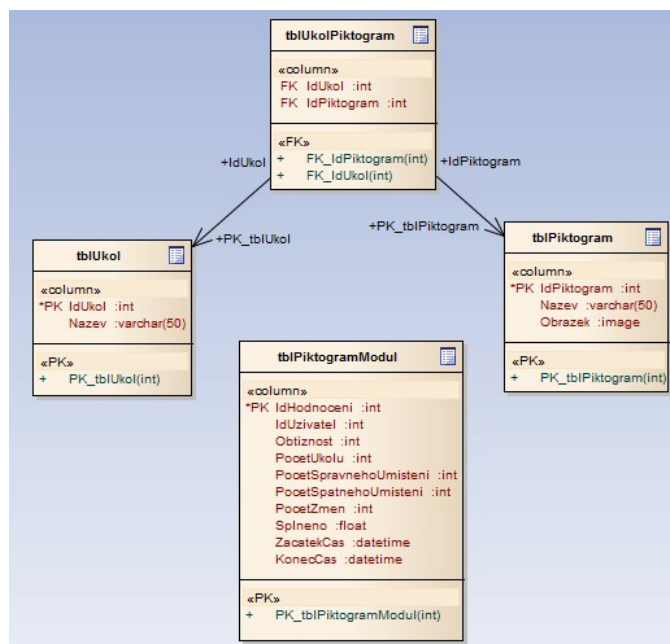 tblUkolPiktogram
«column»
FK IdUkol :int
FK IdPiktogram :int
«FK»
+ FK_IdPiktogram(int)
+ FK_IdUkol(int)
+IdUkol
+IdPiktogram
+PK_tblUkol
+PK_tblPiktogram
tblUkol
«column»
*PK IdUkol :int
Nazev :varchar(50)
«PK»
+ PK_tblUkol(int)
tblPiktogram
«column»
*PK IdPiktogram :int
Nazev :varchar(50)
Obrazek :image
«PK»
+ PK_tblPiktogram(int)
tblPiktogramModul
«column»
*PK IdHodnoceni :int
IdUzivatel :int
Obtiznost :int
PocetUkolu :int
PocetSpravnehoUmisteni :int
PocetSpatnehoUmisteni :int
PocetZmen :int
Splneno :float
ZacatekCas :datetime
KonecCas :datetime
«PK»
+ PK_tblPiktogramModul(int)